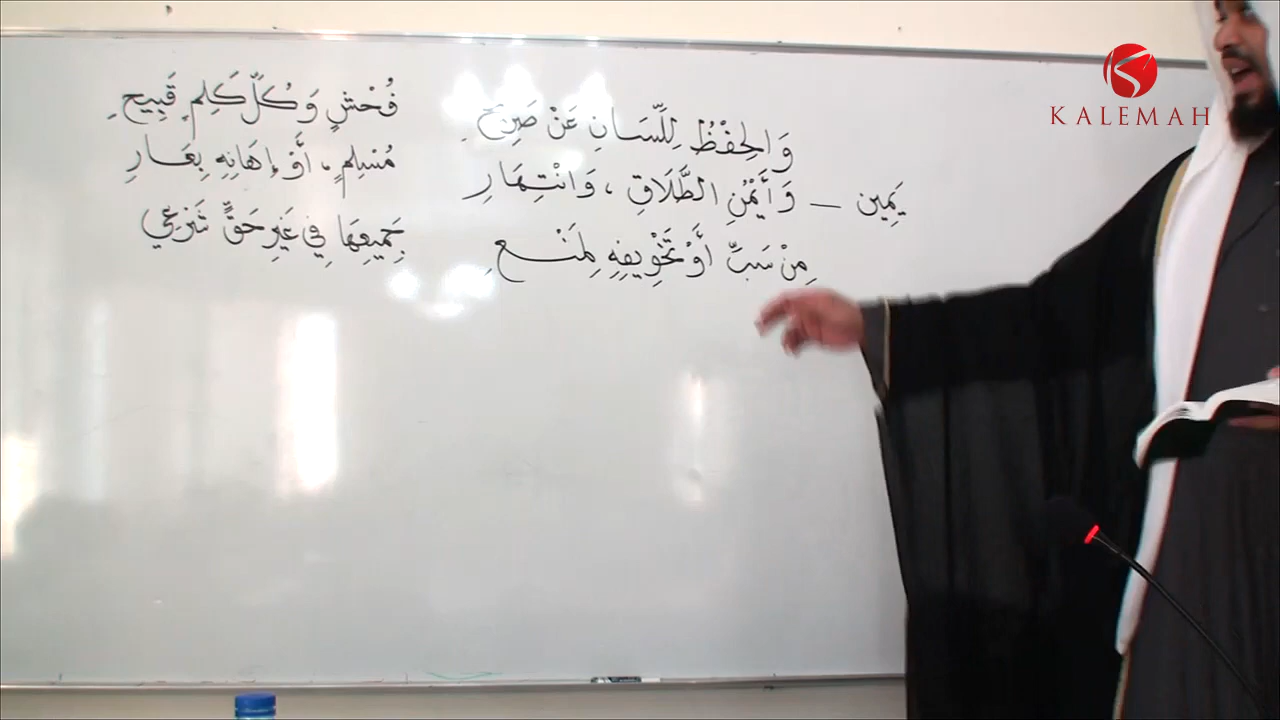 وَالحِفْظُ لِلِّسَانِ عَنْ صَرِيحِ فُحْشٍ وَكُلِّ كَلِمٍ قَبِيحِ
يَمِين – وَأَيْمُنِ الطَّلَاقِ ، وَانْتِهَارِ مُسْلِمٍ ، أَوْ إِهَانِهِ بِعَارِ
مِنْ سَبٍّ أَوْ تَخْوِيفِهِ لِمَنْعِ جَمِيعِهَا فِي غَيْرِ حَقٍّ شَرْعِي
KALEMAH